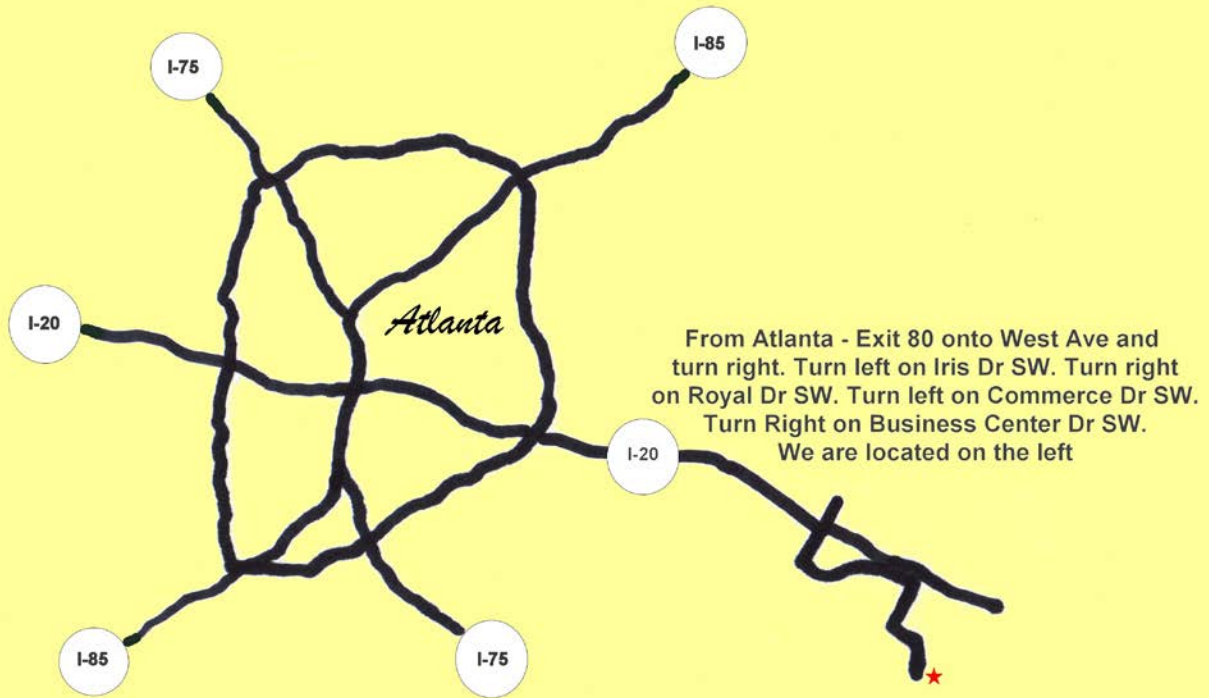 I-85
I-75
I-20
Atlanta
From Atlanta - Exit 80 onto West Ave and
turn right. Turn left on Iris Dr SW. Turn right
on Royal Dr SW. Turn left on Commerce Dr SW.
Turn Right on Business Center Dr SW.
We are located on the left
I-20
I-85
I-75